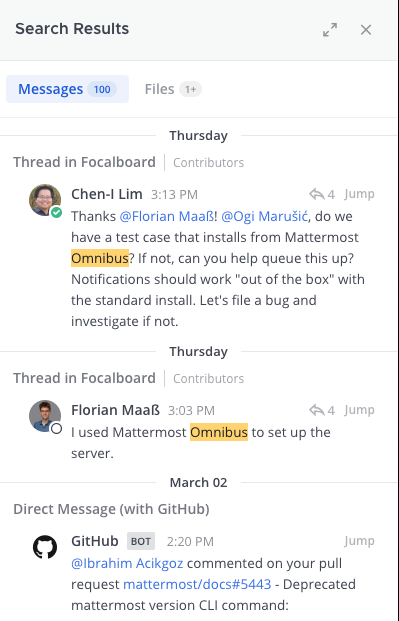 Search Results
Messages 100 Files 1+
Thursday
Thread in Focalboard Contributors
Chen-I Lim 3:13 PM 4 Jump
Thanks @Florian Maaß! @Ogi Marušić, do we
have a test case that installs from Mattermost
Omnibus? If not, can you help queue this up?
Notifications should work "out of the box" with
the standard install. Let's file a bug and
investigate if not.
Thursday
Thread in Focalboard Contributors
Florian Maaß 3:03 PM 4 Jump
I used Mattermost Omnibus to set up the
server.
March 02
Direct Message (with GitHub)
GitHub BOT 2:20 PM Jump
@Ibrahim Acikgoz commented on your pull
request mattermost/docs#5443 - Deprecated
mattermost version CLI command: